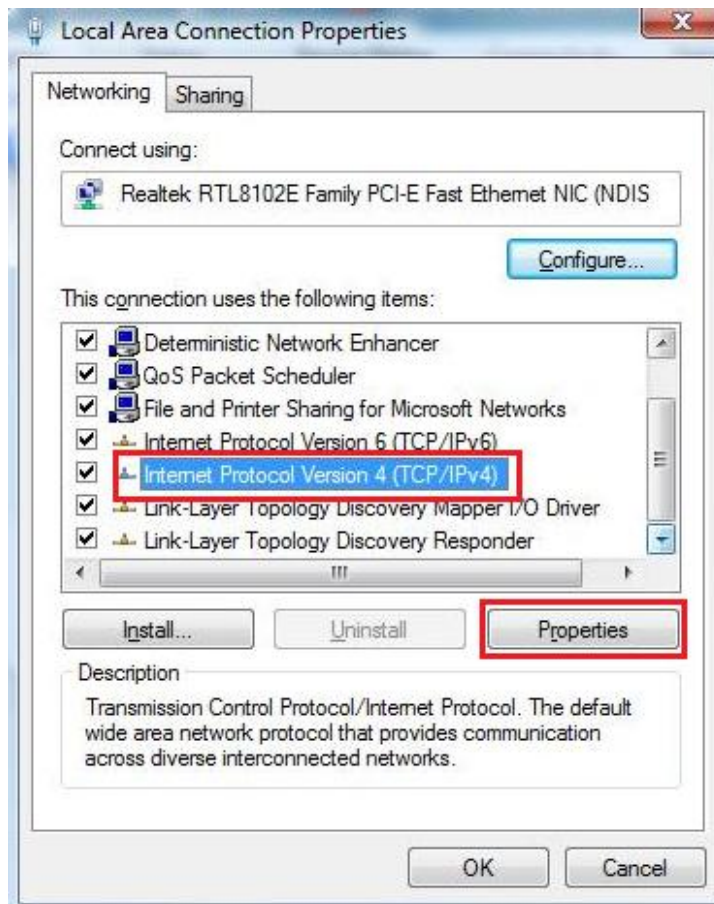 Local Area Connection Properties
Networking
Sharing
Connect using:
Realtek RTL8102E Family PCI-E Fast Ethernet NIC (NDIS
Configure...
This connection uses the following items:
Deterministic Network Enhancer
QoS Packet Scheduler
File and Printer Sharing for Microsoft Networks
Internet Protocol Version 6 (TCP/IPv6)
Internet Protocol Version 4 (TCP/IPv4)
Link-Layer Topology Discovery Mapper I/O Driver
Link-Layer Topology Discovery Responder
Install...
Uninstall
Properties
Description
Transmission Control Protocol/Internet Protocol. The default
wide area network protocol that provides communication
across diverse interconnected networks.
OK
Cancel